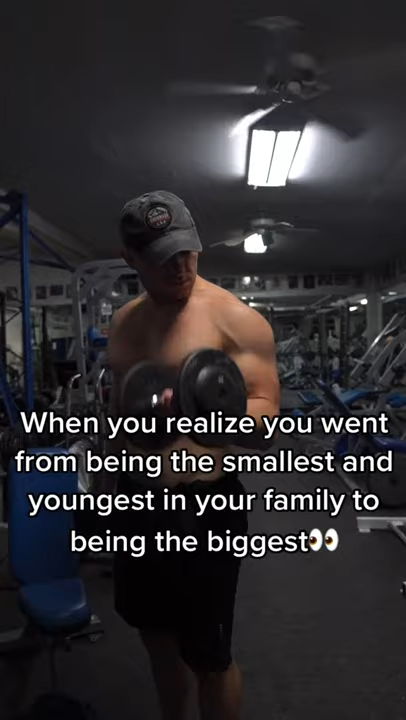 When you realize you went
from being the smallest and
youngest in your family to
being the biggest👀